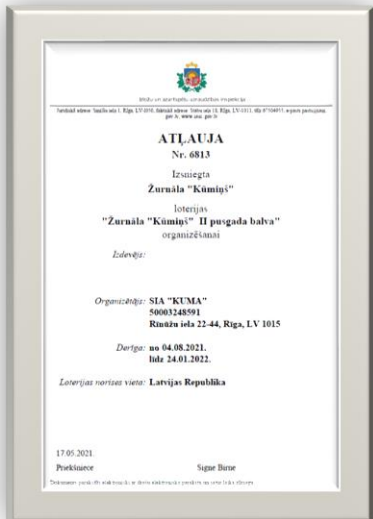 Izložu un azartspēļu uzraudzības inspekcija
ATĻAUJA
Nr. 6813
Izsniegta
Žurnāla "Kūmiņš"
loterijas
"Žurnāla "Kūmiņš" II pusgada balva"
organizēšanai
Izdevējs:
Organizētājs: SIA "KUMA"
50003248591
Rīnūžu iela 22-44, Rīga, LV 1015
Derīga: no 04.08.2021.
līdz 24.01.2022.
Loterijas norises vieta: Latvijas Republika
17.05.2021.
Priekšniece Signe Birne